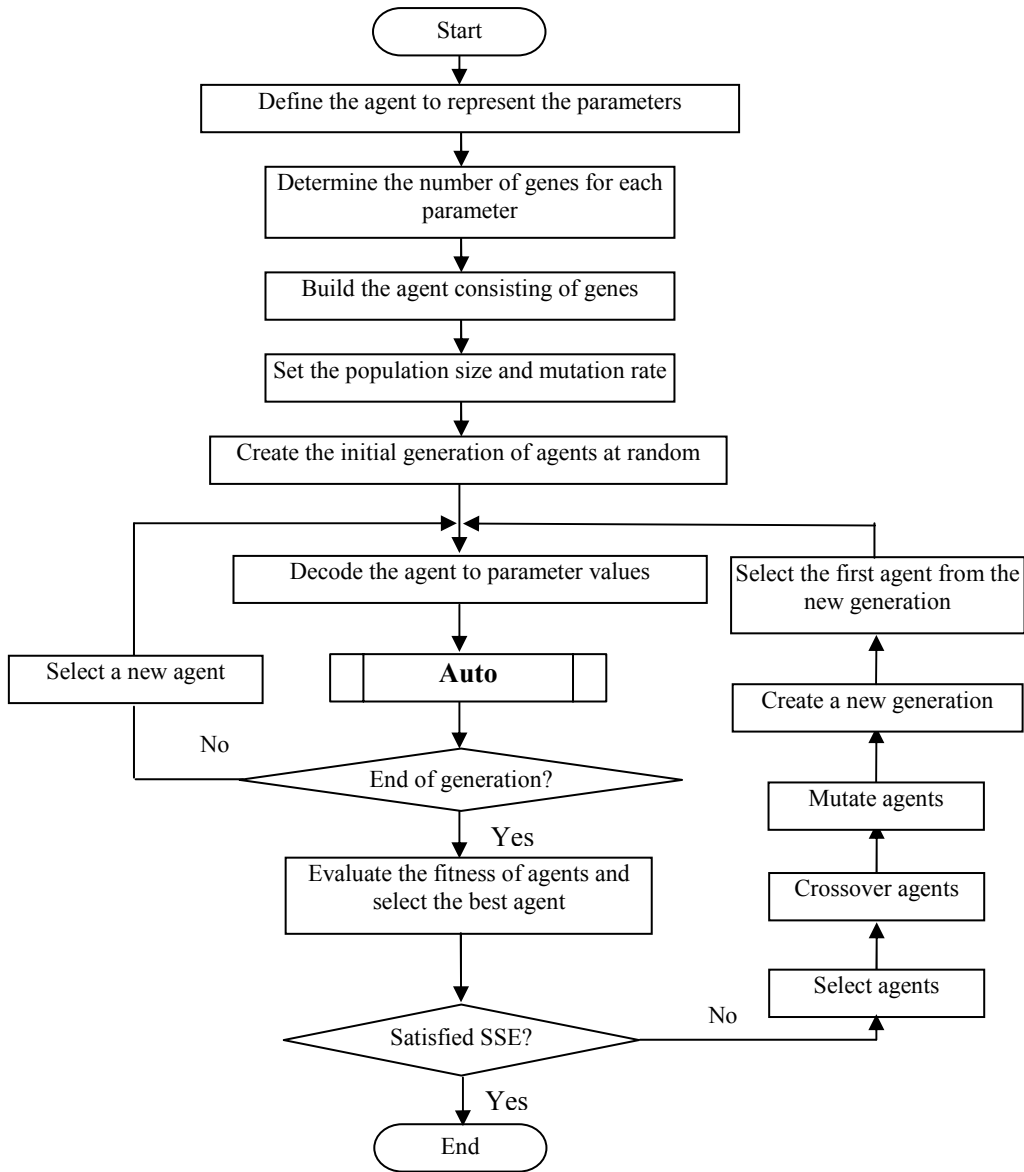 Start
Define the agent to represent the parameters
Determine the number of genes for each
parameter
Build the agent consisting of genes
Set the population size and mutation rate
Create the initial generation of agents at random
Decode the agent to parameter values
Select the first agent from the
new generation
Select a new agent
Auto
Create a new generation
No
End of generation?
Mutate agents
Yes
Evaluate the fitness of agents and
select the best agent
Crossover agents
Select agents
No
Satisfied SSE?
Yes
End